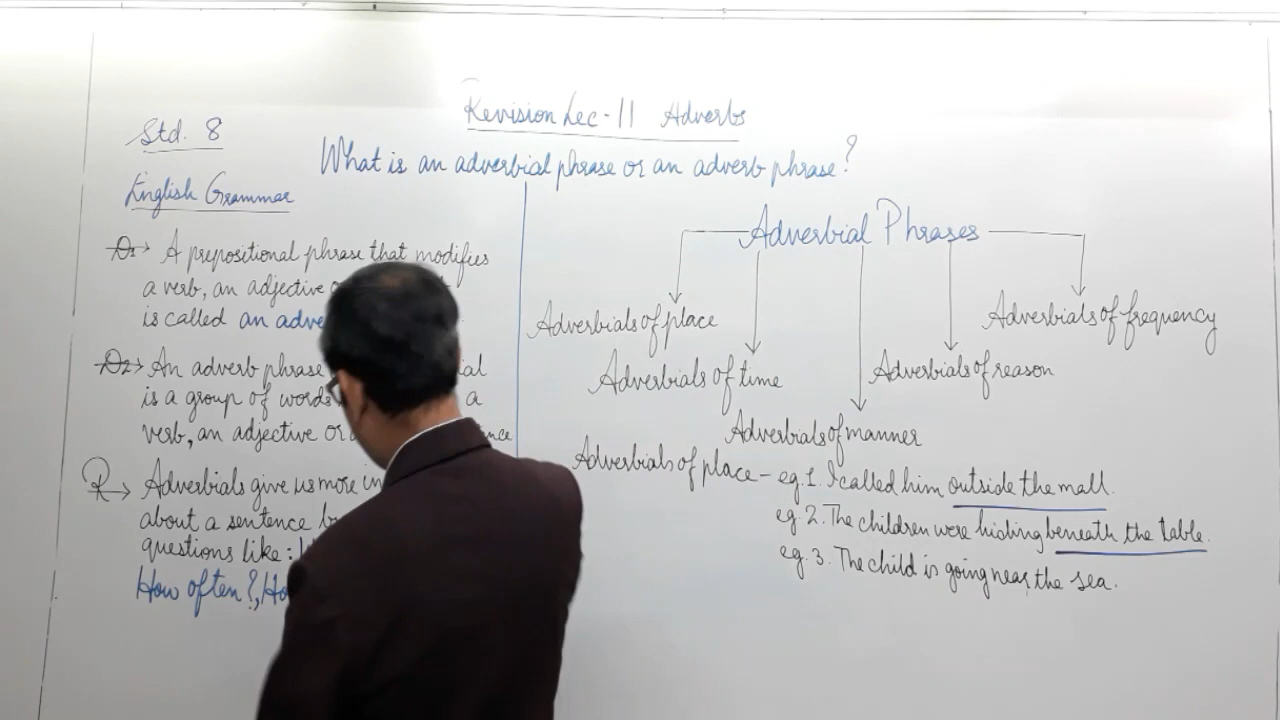 Revision Lec-11 Adverbs
Std. 8
What is an adverbial phrase or an adverb phrase?
English Grammar
D1→ A prepositional phrase that modifies
a verb, an adjective
is called an adve
D2→ An adverb phrase ial
is a group of words a
verb, an adjective or ence
R→ Adverbials give us more in
about a sentence b
questions like:
How often?, Ho
Adverbial Phrases
Adverbials of place
Adverbials of frequency
Adverbials of time
Adverbials of reason
Adverbials of manner
Adverbials of place - eg.1. I called him outside the mall.
eg. 2. The children were hiding beneath the table.
eg. 3. The child is going near the sea.